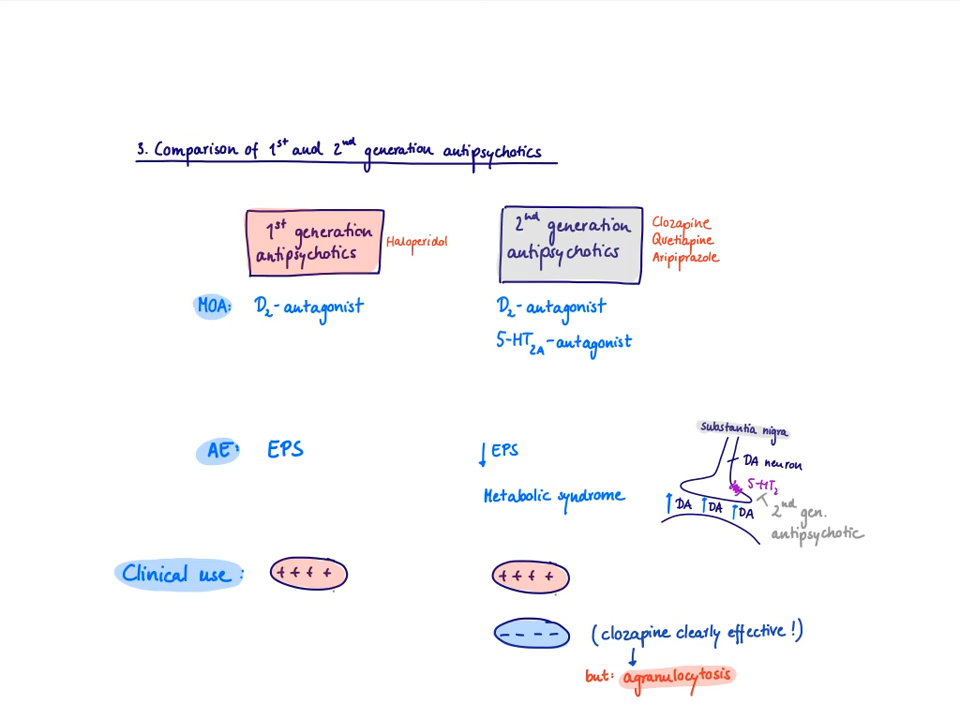 3. Comparison of 1st and 2nd generation antipsychotics
1st generation
antipsychotics
Haloperidol
2nd generation
antipsychotics
Clozapine
Quetiapine
Aripiprazole
MOA: D2-antagonist
D2-antagonist
5-HT2A-antagonist
AE: EPS
↓ EPS
Metabolic syndrome
substantia nigra
DA neuron
5-HT2
↑DA ↑DA ↑DA
2nd gen.
antipsychotic
Clinical use: ++++
++++
---- (clozapine clearly effective!)
↓
but: agranulocytosis